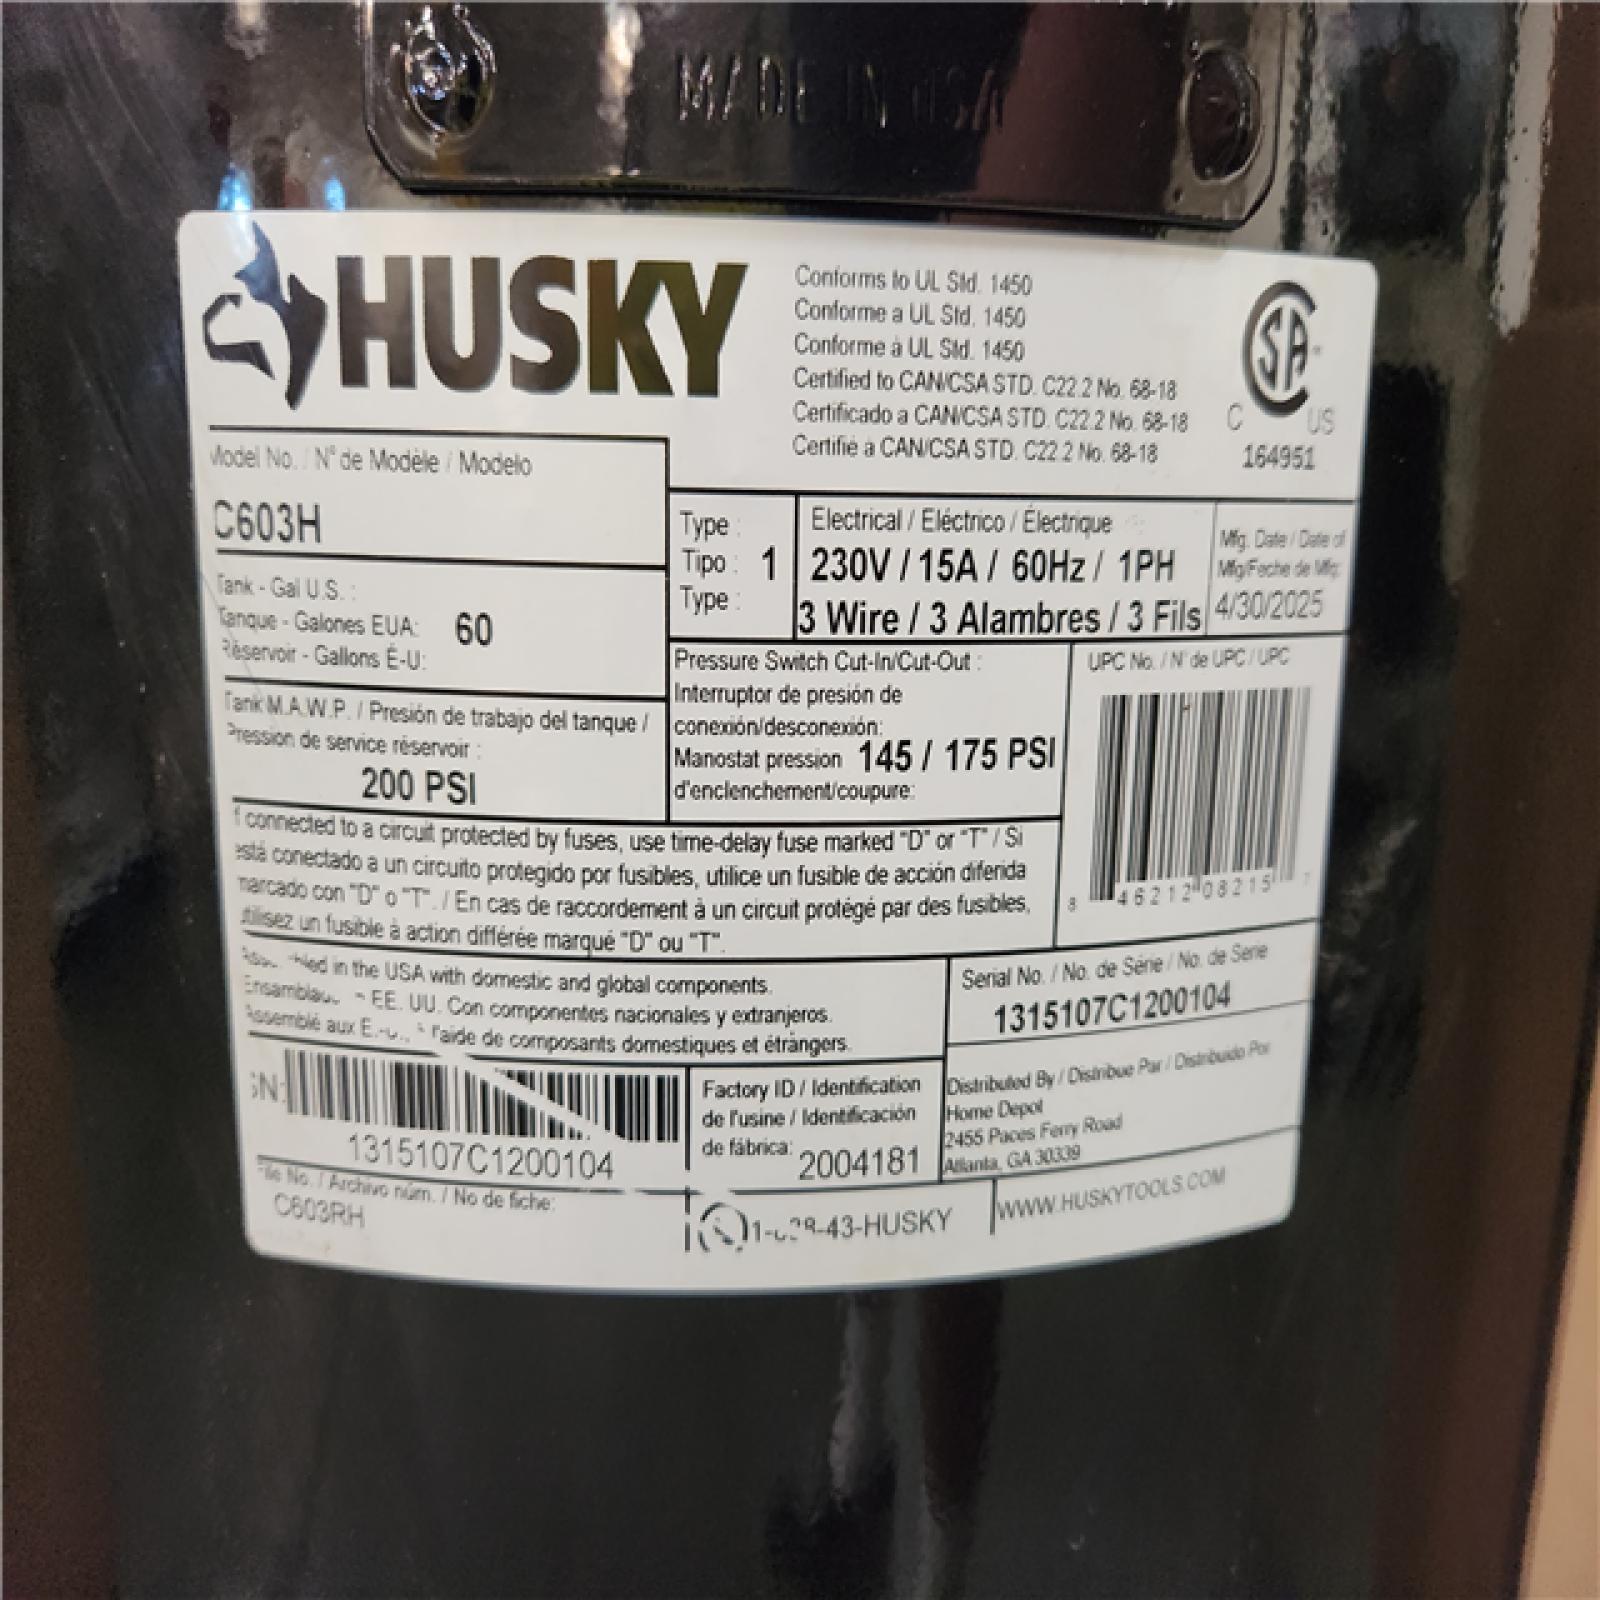 MADE IN USA
HUSKY
Conforms to UL Std. 1450
Conforme a UL Std. 1450
Conforme à UL Std. 1450
Certified to CAN/CSA STD. C22.2 No. 68-18
Certificado a CAN/CSA STD. C22.2 No. 68-18
Certifié à CAN/CSA STD. C22.2 No. 68-18
CSA
C US
164951
Model No. / N° de Modèle / Modelo
C603H
Type :
Tipo : 1
Type :
Electrical / Eléctrico / Électrique
230V / 15A / 60Hz / 1PH
3 Wire / 3 Alambres / 3 Fils
Mfg. Date / Date of
Mfg/Feche de Mfg:
4/30/2025
Tank - Gal U.S. :
Tanque - Galones EUA: 60
Réservoir - Gallons É-U:
Tank M.A.W.P. / Presión de trabajo del tanque /
Pression de service réservoir :
200 PSI
Pressure Switch Cut-In/Cut-Out :
Interruptor de presión de
conexión/desconexión:
Manostat pression 145 / 175 PSI
d'enclenchement/coupure:
UPC No. / N° de UPC / UPC
8 46212 08215 7
If connected to a circuit protected by fuses, use time-delay fuse marked "D" or "T" / Si
está conectado a un circuito protegido por fusibles, utilice un fusible de acción diferida
marcado con "D" o "T". / En cas de raccordement à un circuit protégé par des fusibles,
utilisez un fusible à action différée marqué "D" ou "T".
in the USA with domestic and global components.
EE. UU. Con componentes nacionales y extranjeros.
Assemblé aux l'aide de composants domestiques et étrangers.
Serial No. / No. de Série / No. de Serie
1315107C1200104
SN:
1315107C1200104
Factory ID / Identification
de l'usine / Identificación
de fábrica: 2004181
Distributed By / Distribue Par / Distribuido Por
Home Depot
2455 Paces Ferry Road
Atlanta, GA 30339
File No. / Archivo núm. / No de fiche:
C603RH
43-HUSKY
WWW.HUSKYTOOLS.COM